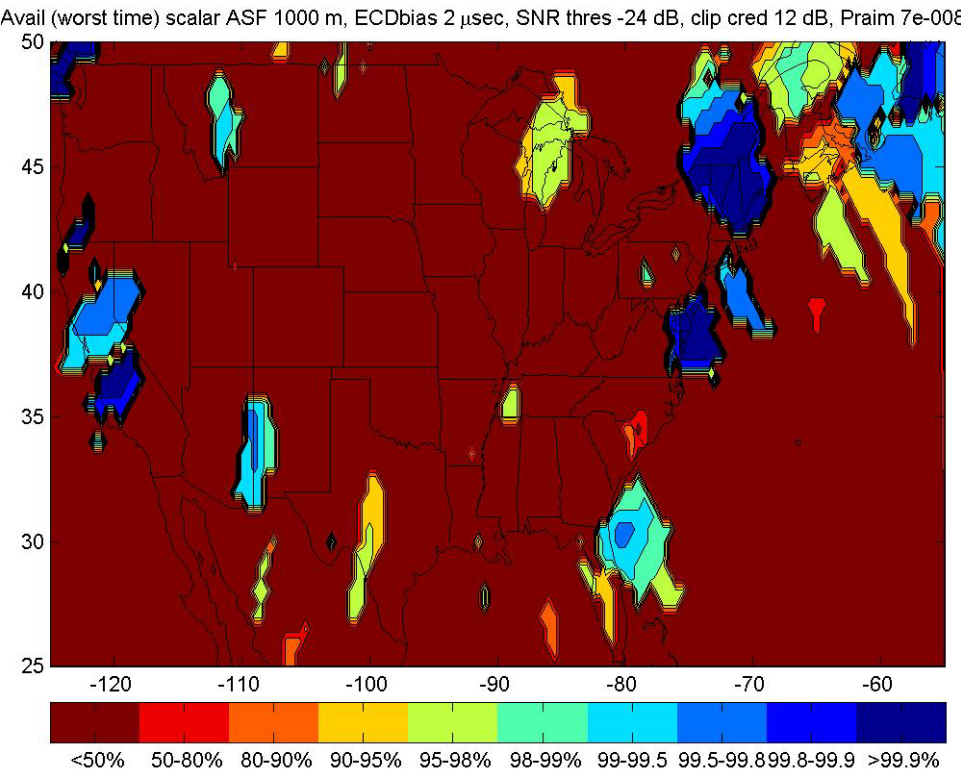 Avail (worst time) scalar ASF 1000 m, ECDbias 2 μsec, SNR thres -24 dB, clip cred 12 dB, Praim 7e-008
50
45
40
35
30
25
-120 -110 -100 -90 -80 -70 -60
<50% 50-80% 80-90% 90-95% 95-98% 98-99% 99-99.5 99.5-99.8 99.8-99.9 >99.9%